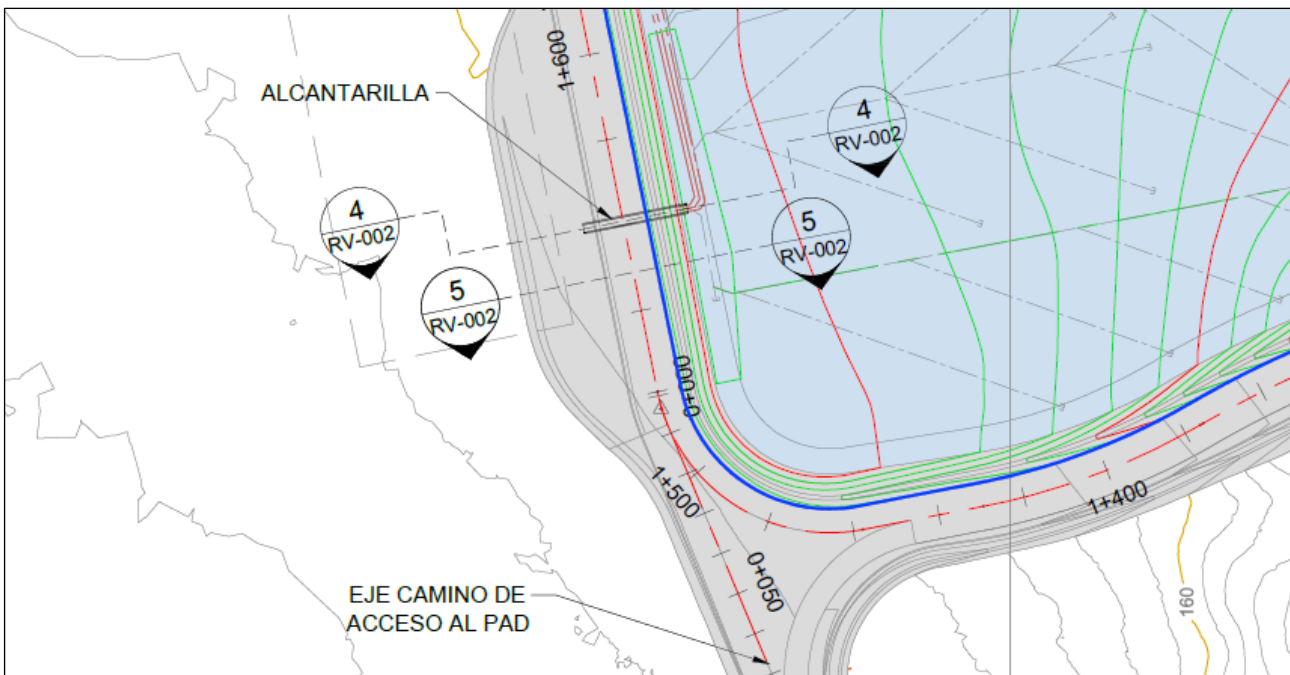 1+600
ALCANTARILLA
4
RV-002
4
RV-002
5
RV-002
5
RV-002
0+000
1+500
1+400
0+050
EJE CAMINO DE
ACCESO AL PAD
160